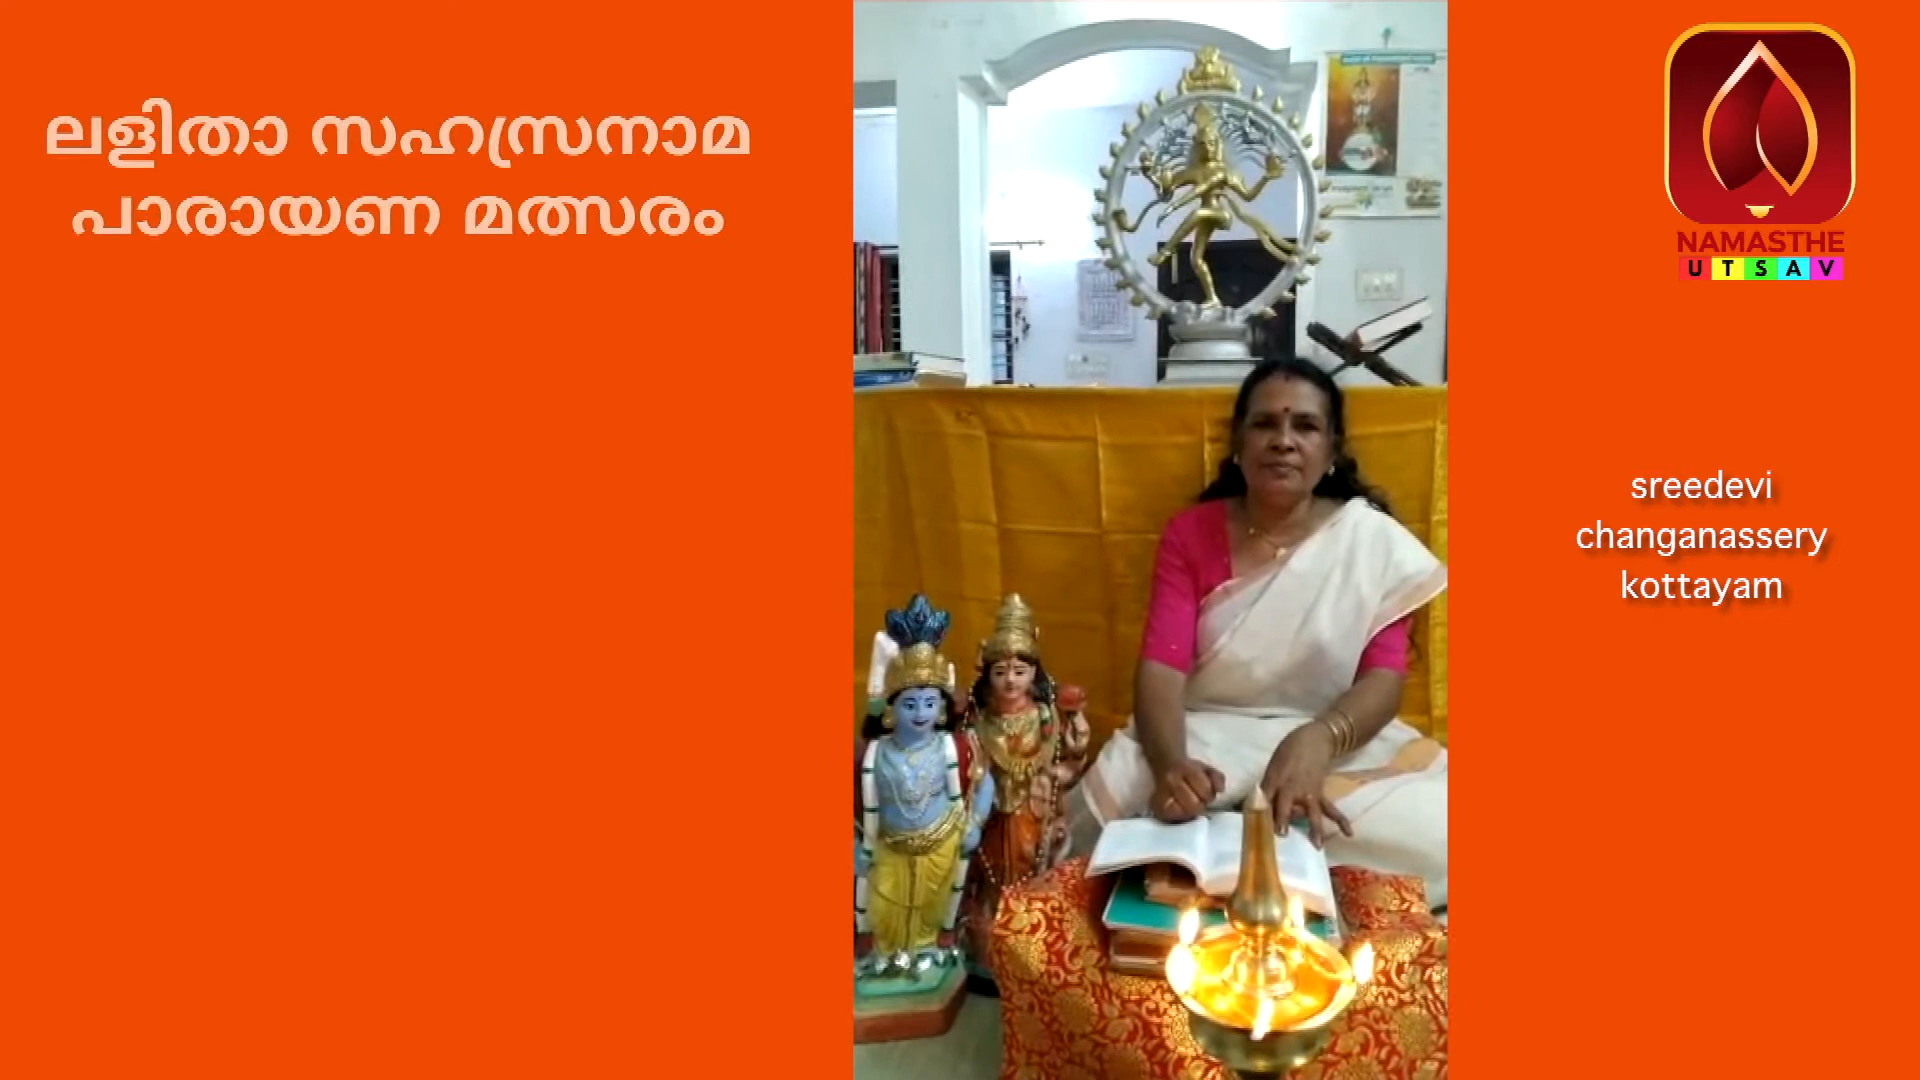 ലളിതാ സഹസ്രനാമ
പാരായണ മത്സരം
NAMASTHE
UTSAV
sreedevi
changanassery
kottayam